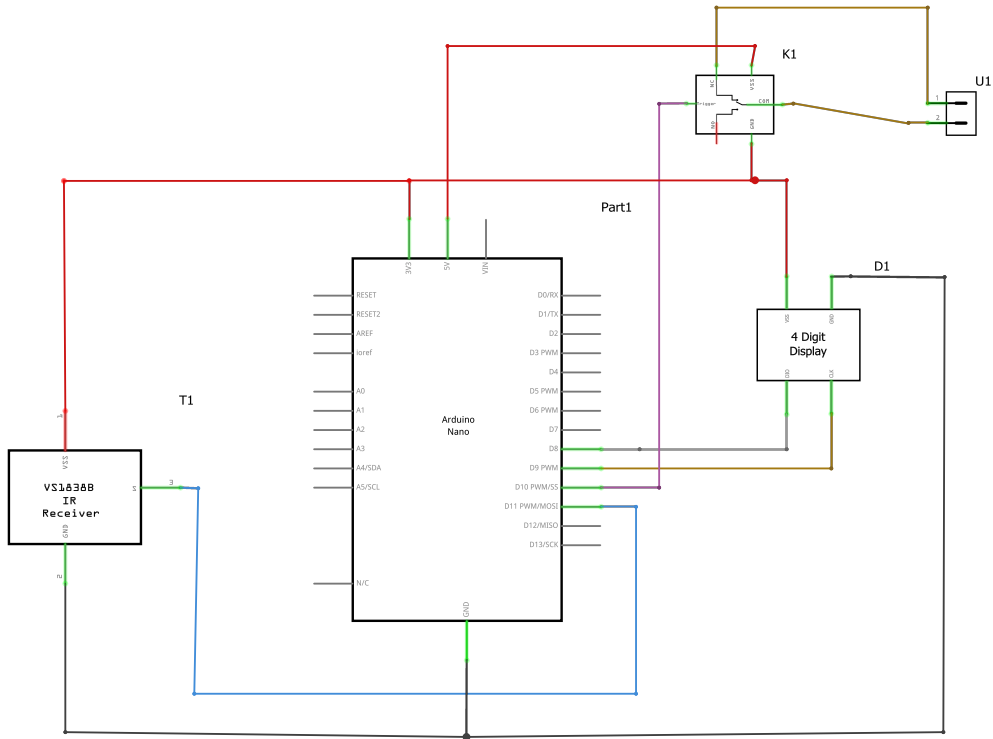 K1
U1
NC
VSS
Trigger
COM
NO
GND
1
2
Part1
3V3
5V
VIN
D1
RESET
RESET2
AREF
ioref
A0
A1
A2
A3
A4/SDA
A5/SCL
N/C
D0/RX
D1/TX
D2
D3 PWM
D4
D5 PWM
D6 PWM
D7
D8
D9 PWM
D10 PWM/SS
D11 PWM/MOSI
D12/MISO
D13/SCK
Arduino
Nano
GND
VSS
GND
4 Digit
Display
DIO
CLK
T1
1
VSS
VS1838B
IR
Receiver
3
GND
2